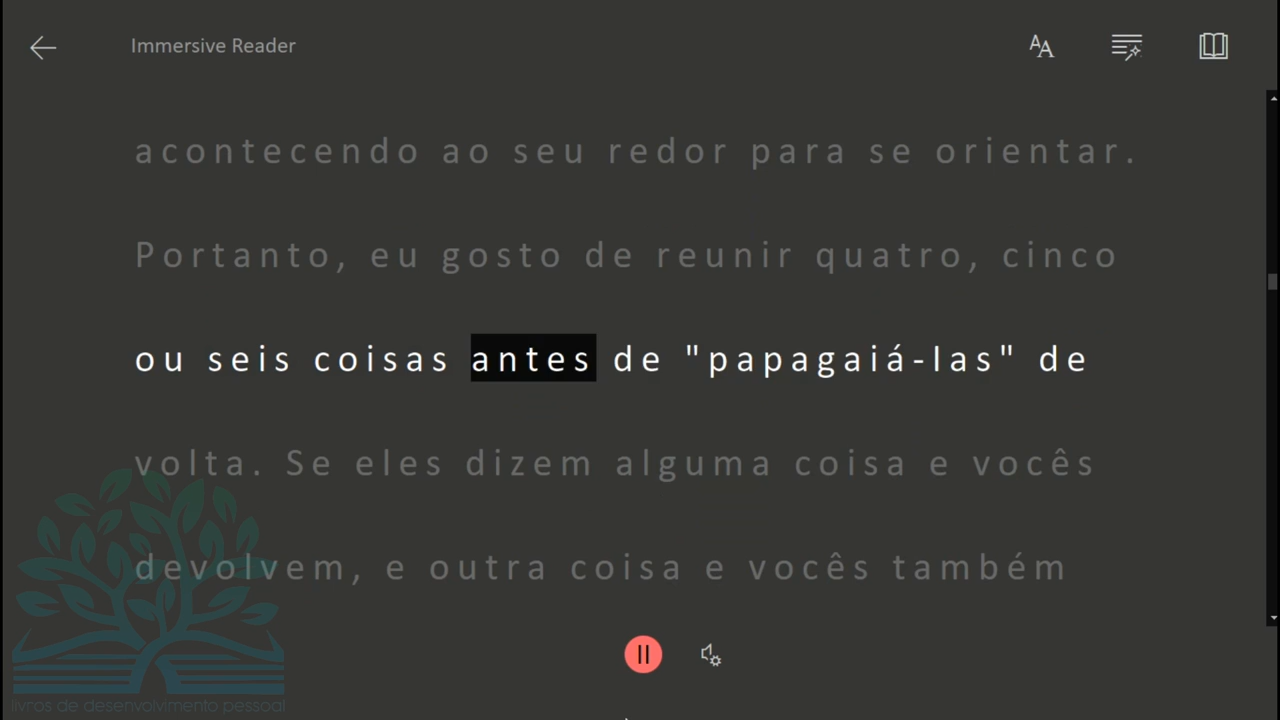 Immersive Reader
acontecendo ao seu redor para se orientar.
Portanto, eu gosto de reunir quatro, cinco
ou seis coisas antes de "papagaiá-las" de
volta. Se eles dizem alguma coisa e vocês
devolvem, e outra coisa e vocês também
livros de desenvolvimento pessoal